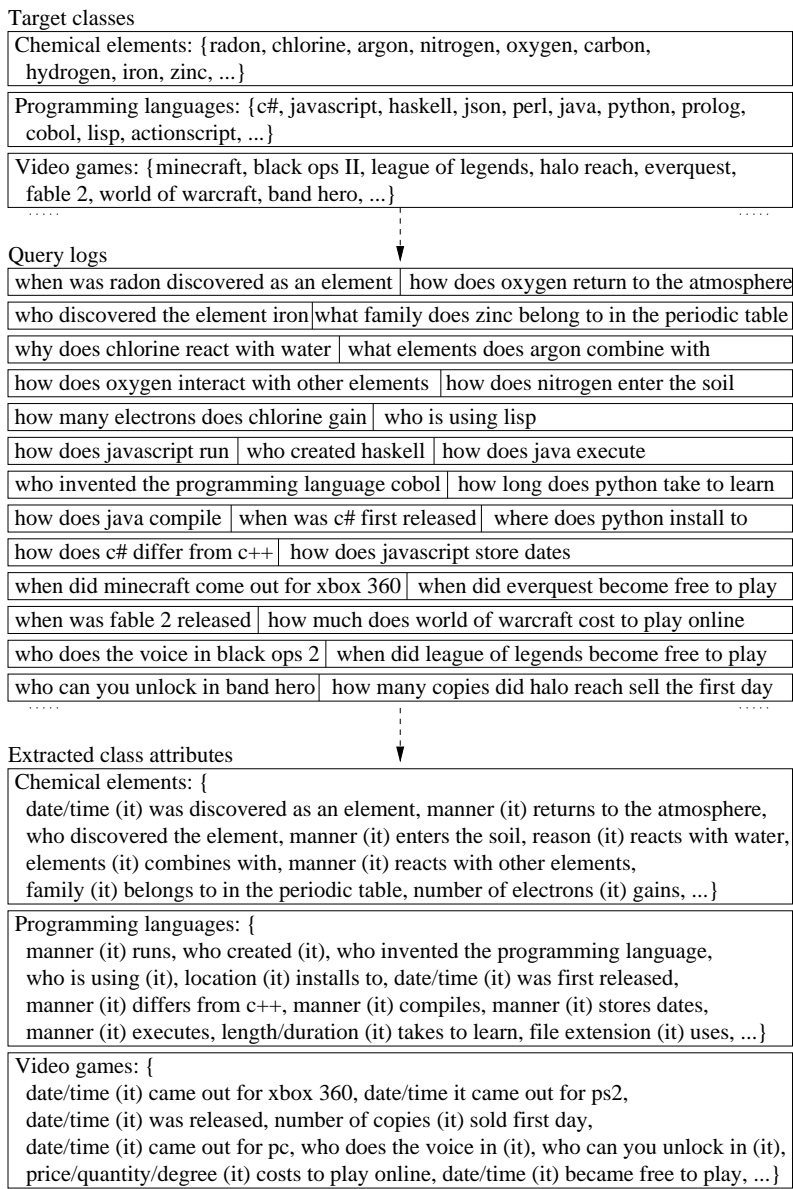 Target classes
Chemical elements: {radon, chlorine, argon, nitrogen, oxygen, carbon,
hydrogen, iron, zinc, ...}
Programming languages: {c#, javascript, haskell, json, perl, java, python, prolog,
cobol, lisp, actionscript, ...}
Video games: {minecraft, black ops II, league of legends, halo reach, everquest,
fable 2, world of warcraft, band hero, ...}
..... .....
Query logs
when was radon discovered as an element how does oxygen return to the atmosphere
who discovered the element iron what family does zinc belong to in the periodic table
why does chlorine react with water what elements does argon combine with
how does oxygen interact with other elements how does nitrogen enter the soil
how many electrons does chlorine gain who is using lisp
how does javascript run who created haskell how does java execute
who invented the programming language cobol how long does python take to learn
how does java compile when was c# first released where does python install to
how does c# differ from c++ how does javascript store dates
when did minecraft come out for xbox 360 when did everquest become free to play
when was fable 2 released how much does world of warcraft cost to play online
who does the voice in black ops 2 when did league of legends become free to play
who can you unlock in band hero how many copies did halo reach sell the first day
..... .....
Extracted class attributes
Chemical elements: {
date/time (it) was discovered as an element, manner (it) returns to the atmosphere,
who discovered the element, manner (it) enters the soil, reason (it) reacts with water,
elements (it) combines with, manner (it) reacts with other elements,
family (it) belongs to in the periodic table, number of electrons (it) gains, ...}
Programming languages: {
manner (it) runs, who created (it), who invented the programming language,
who is using (it), location (it) installs to, date/time (it) was first released,
manner (it) differs from c++, manner (it) compiles, manner (it) stores dates,
manner (it) executes, length/duration (it) takes to learn, file extension (it) uses, ...}
Video games: {
date/time (it) came out for xbox 360, date/time it came out for ps2,
date/time (it) was released, number of copies (it) sold first day,
date/time (it) came out for pc, who does the voice in (it), who can you unlock in (it),
price/quantity/degree (it) costs to play online, date/time (it) became free to play, ...}